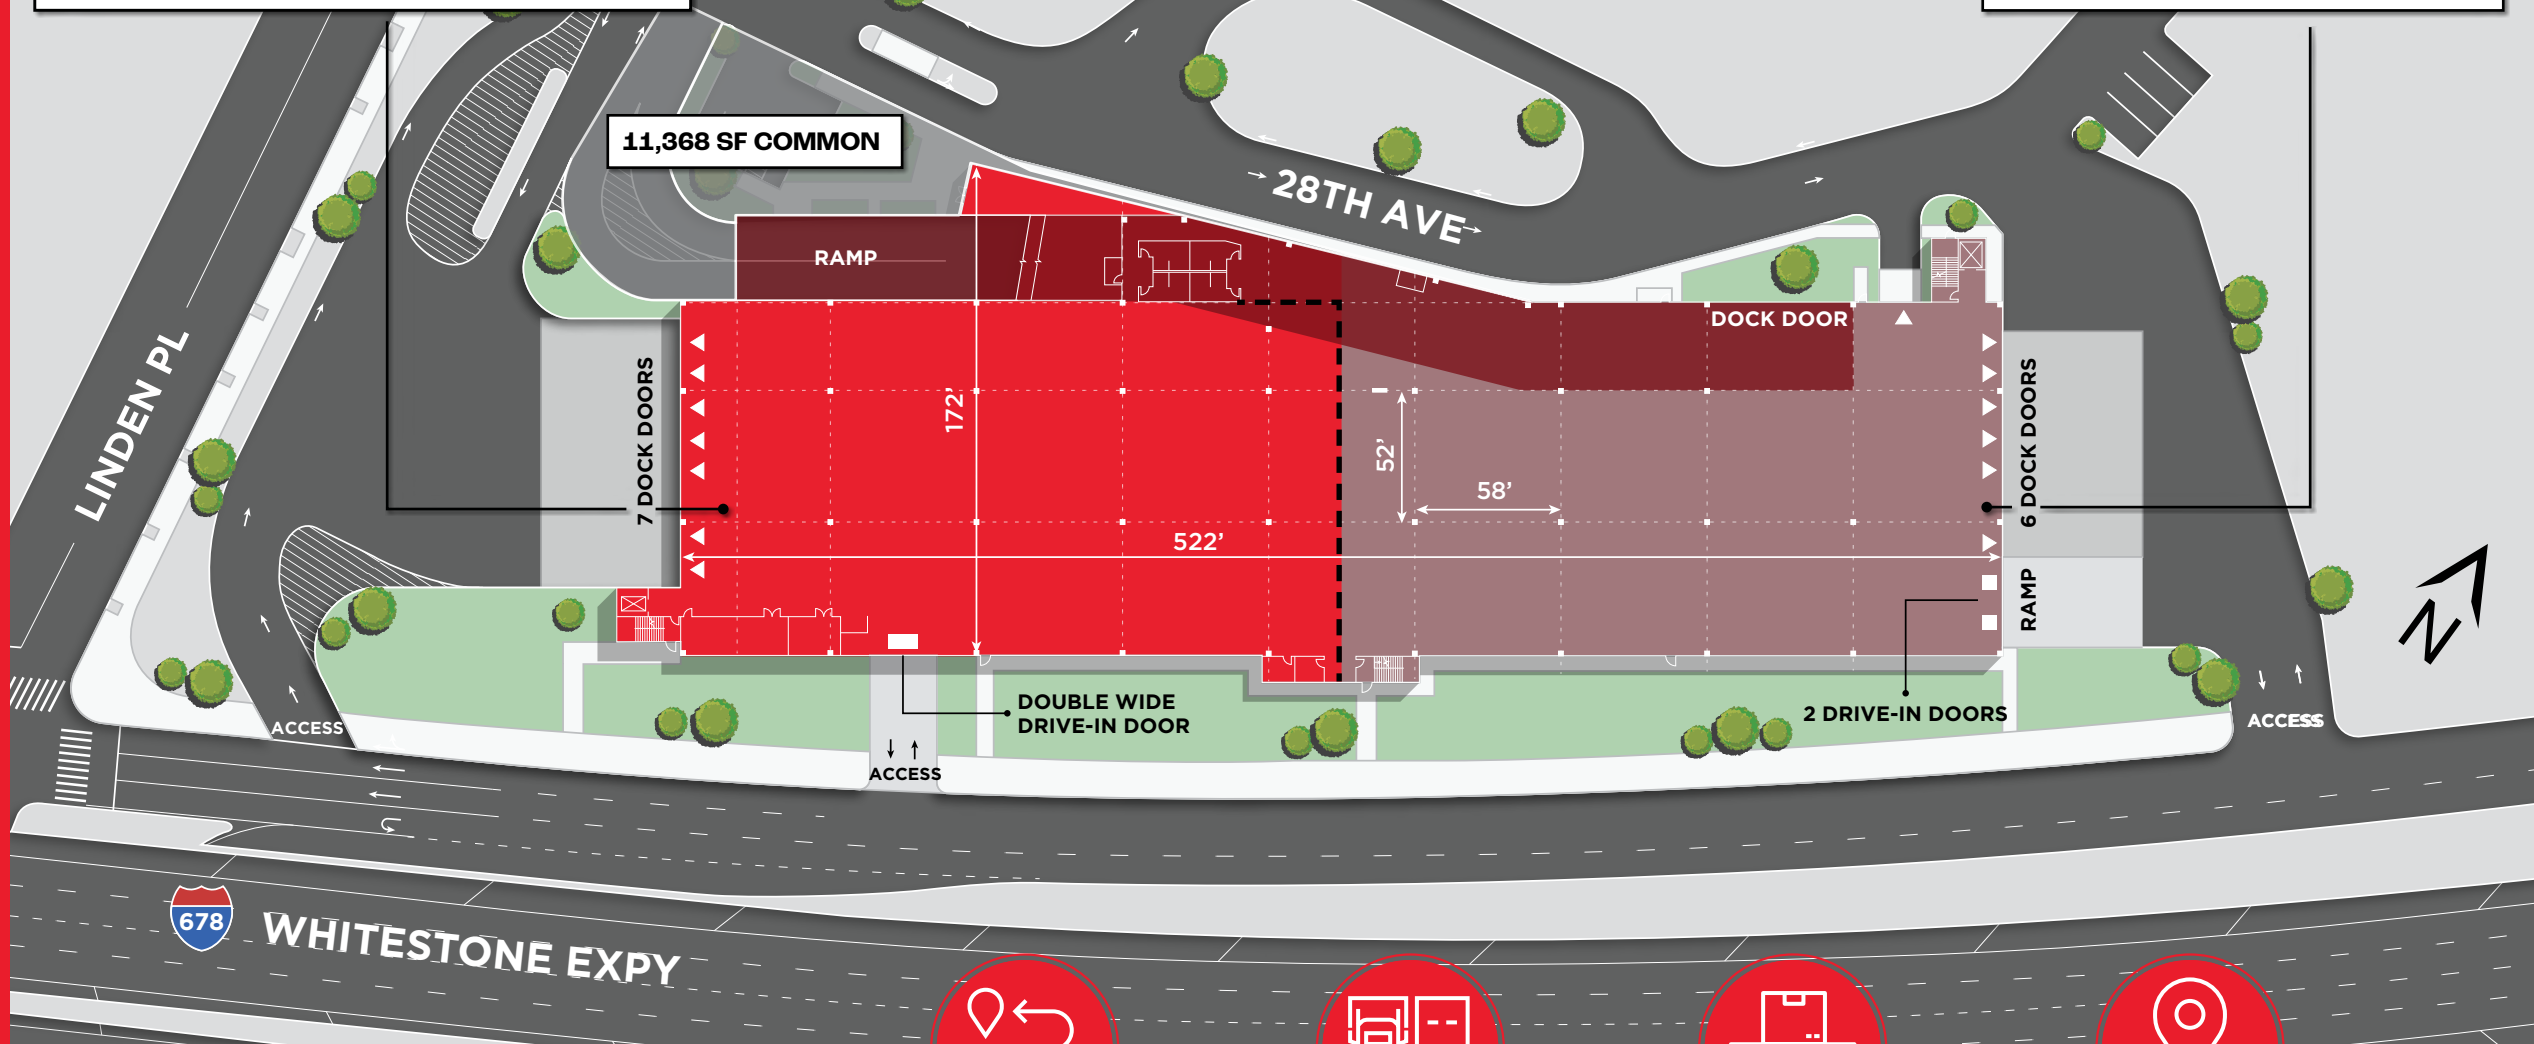 11,368 SF COMMON
28TH AVE
RAMP
DOCK DOOR
LINDEN PL
7 DOCK DOORS
172'
52'
58'
522'
6 DOCK DOORS
RAMP
N
DOUBLE WIDE
DRIVE-IN DOOR
2 DRIVE-IN DOORS
ACCESS
ACCESS
ACCESS
678
WHITESTONE EXPY